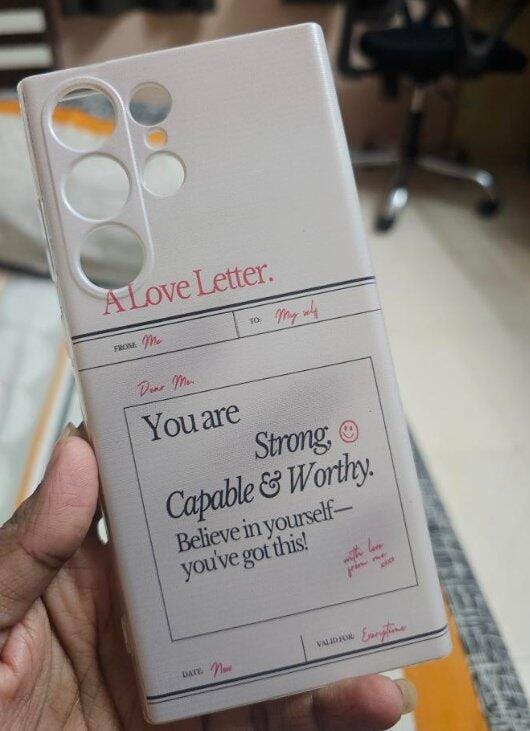 A Love Letter.
FROM: Me TO: My self
Dear Me,
You are
Strong,
Capable & Worthy.
Believe in yourself—
you've got this!
with love
from me
xoxo
DATE: Now VALID FOR: Everytime